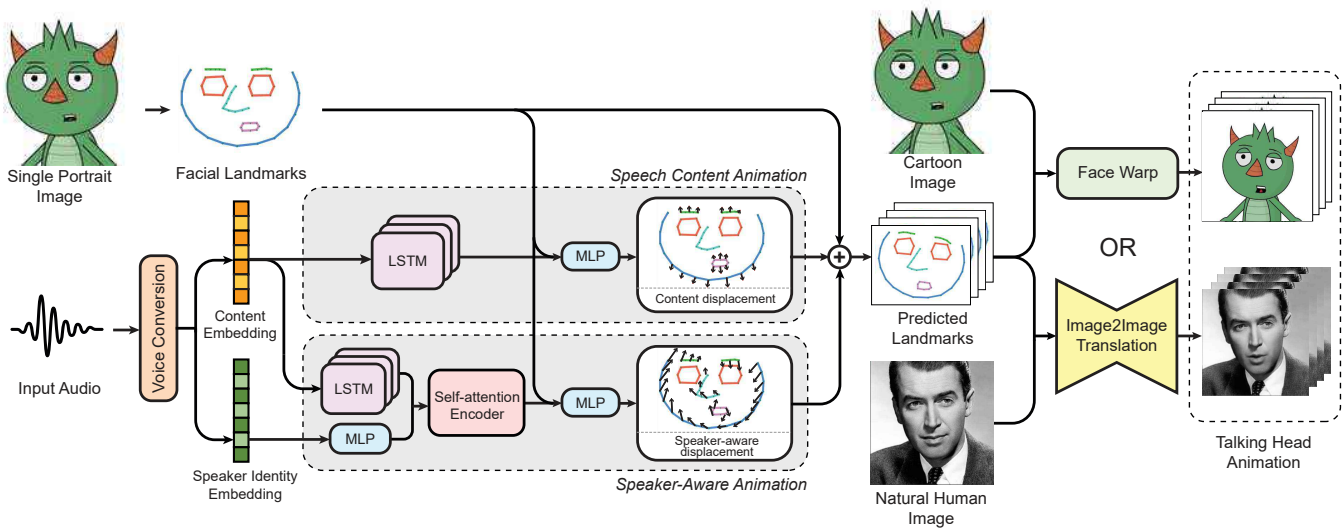 Single Portrait
Image
Facial Landmarks
Input Audio
Voice Conversion
Content
Embedding
Speaker Identity
Embedding
Speech Content Animation
LSTM
MLP
Content displacement
LSTM
MLP
Self-attention
Encoder
MLP
Speaker-aware
displacement
Speaker-Aware Animation
Cartoon
Image
Predicted
Landmarks
Natural Human
Image
Face Warp
OR
Image2Image
Translation
Talking Head
Animation